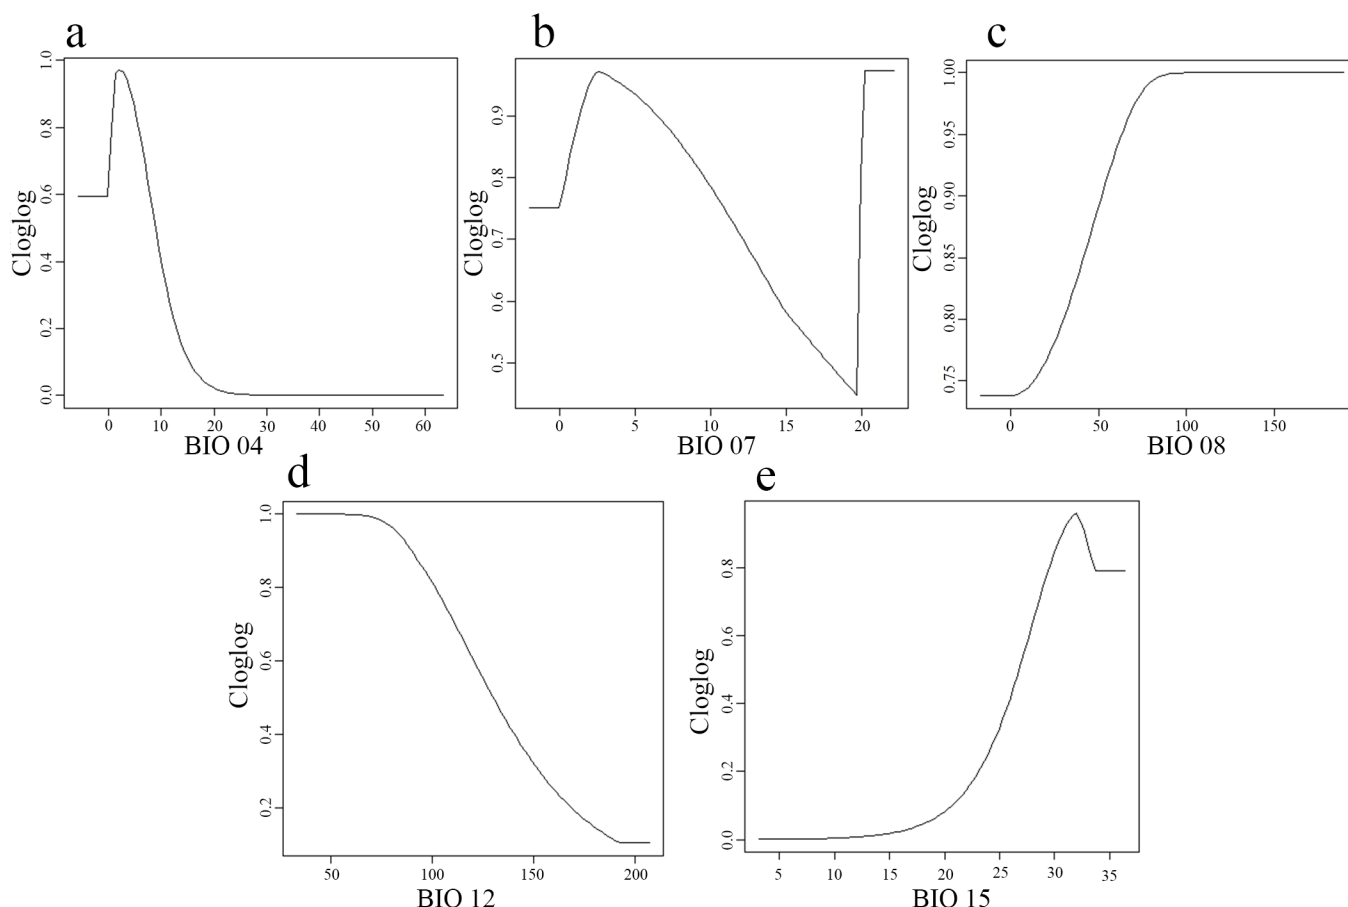 a
1.0
0.8
0.6
0.4
0.2
0.0
Cloglog
0 10 20 30 40 50 60
BIO 04
b
0.9
0.8
0.7
0.6
0.5
Cloglog
0 5 10 15 20
BIO 07
c
1.00
0.95
0.90
0.85
0.80
0.75
Cloglog
0 50 100 150
BIO 08
d
1.0
0.8
0.6
0.4
0.2
Cloglog
50 100 150 200
BIO 12
e
0.8
0.6
0.4
0.2
0.0
Cloglog
5 10 15 20 25 30 35
BIO 15